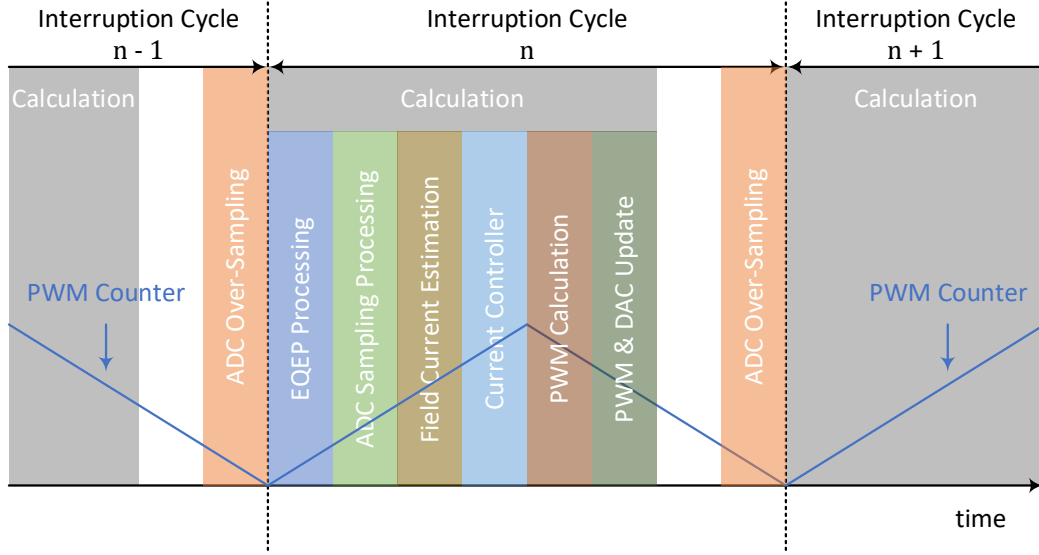 Interruption Cycle
n - 1
Interruption Cycle
n
Interruption Cycle
n + 1
Calculation
Calculation
Calculation
ADC Over-Sampling
EQEP Processing
ADC Sampling Processing
Field Current Estimation
Current Controller
PWM Calculation
PWM & DAC Update
ADC Over-Sampling
PWM Counter
PWM Counter
time